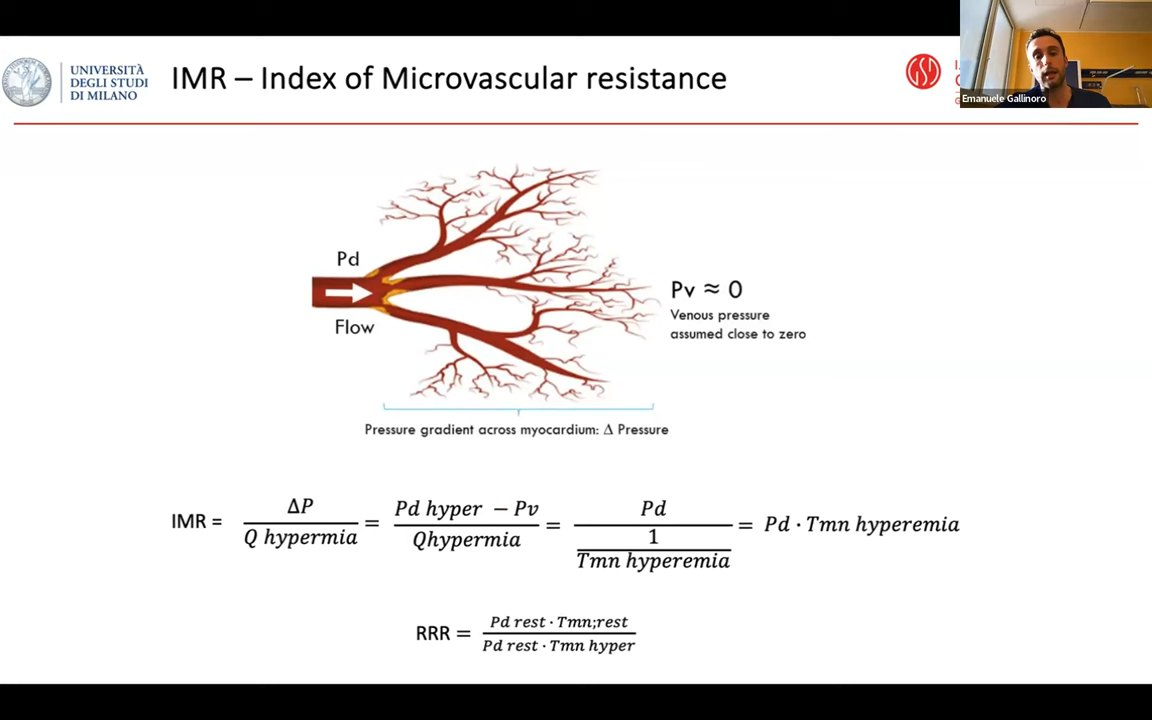 UNIVERSITÀ
DEGLI STUDI
DI MILANO
IMR – Index of Microvascular resistance
Emanuele Gallinoro
Pd
Flow
Pv ≈ 0
Venous pressure
assumed close to zero
Pressure gradient across myocardium: Δ Pressure
IMR = ΔP / Q hypermia = Pd hyper − Pv / Qhypermia = Pd / 1 / Tmn hyperemia = Pd · Tmn hyperemia
RRR = Pd rest · Tmn;rest / Pd rest · Tmn hyper